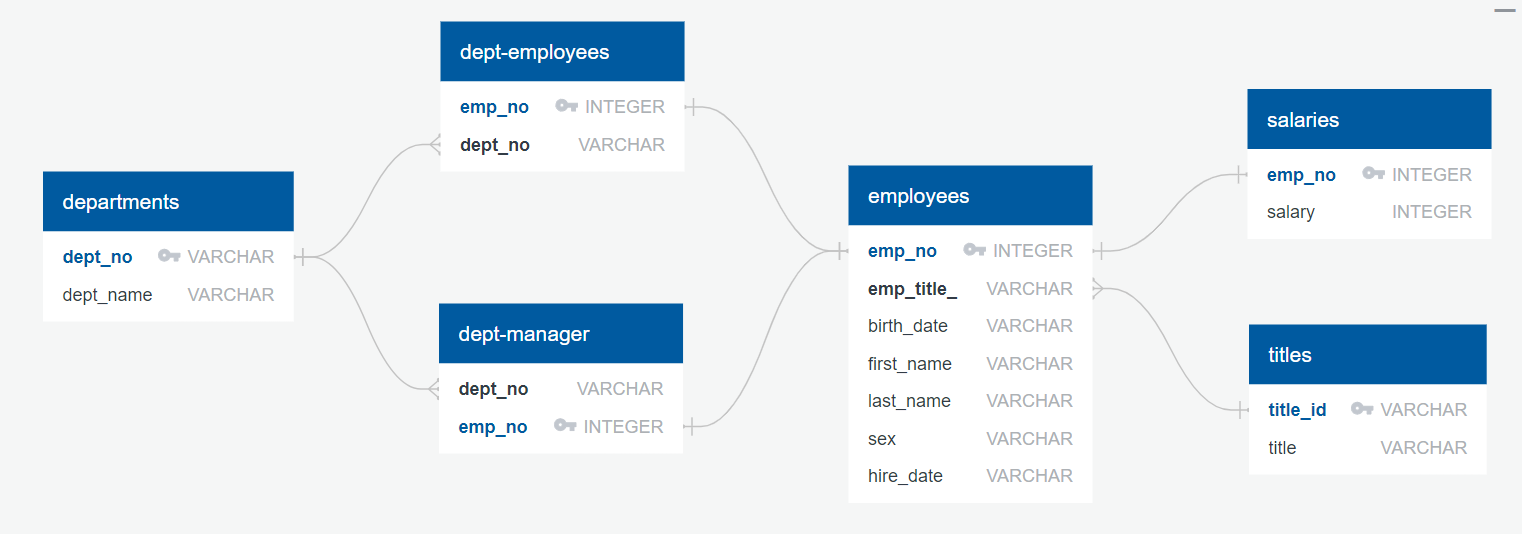 dept-employees
emp_no INTEGER
dept_no VARCHAR
departments
dept_no VARCHAR
dept_name VARCHAR
dept-manager
dept_no VARCHAR
emp_no INTEGER
employees
emp_no INTEGER
emp_title_ VARCHAR
birth_date VARCHAR
first_name VARCHAR
last_name VARCHAR
sex VARCHAR
hire_date VARCHAR
salaries
emp_no INTEGER
salary INTEGER
titles
title_id VARCHAR
title VARCHAR